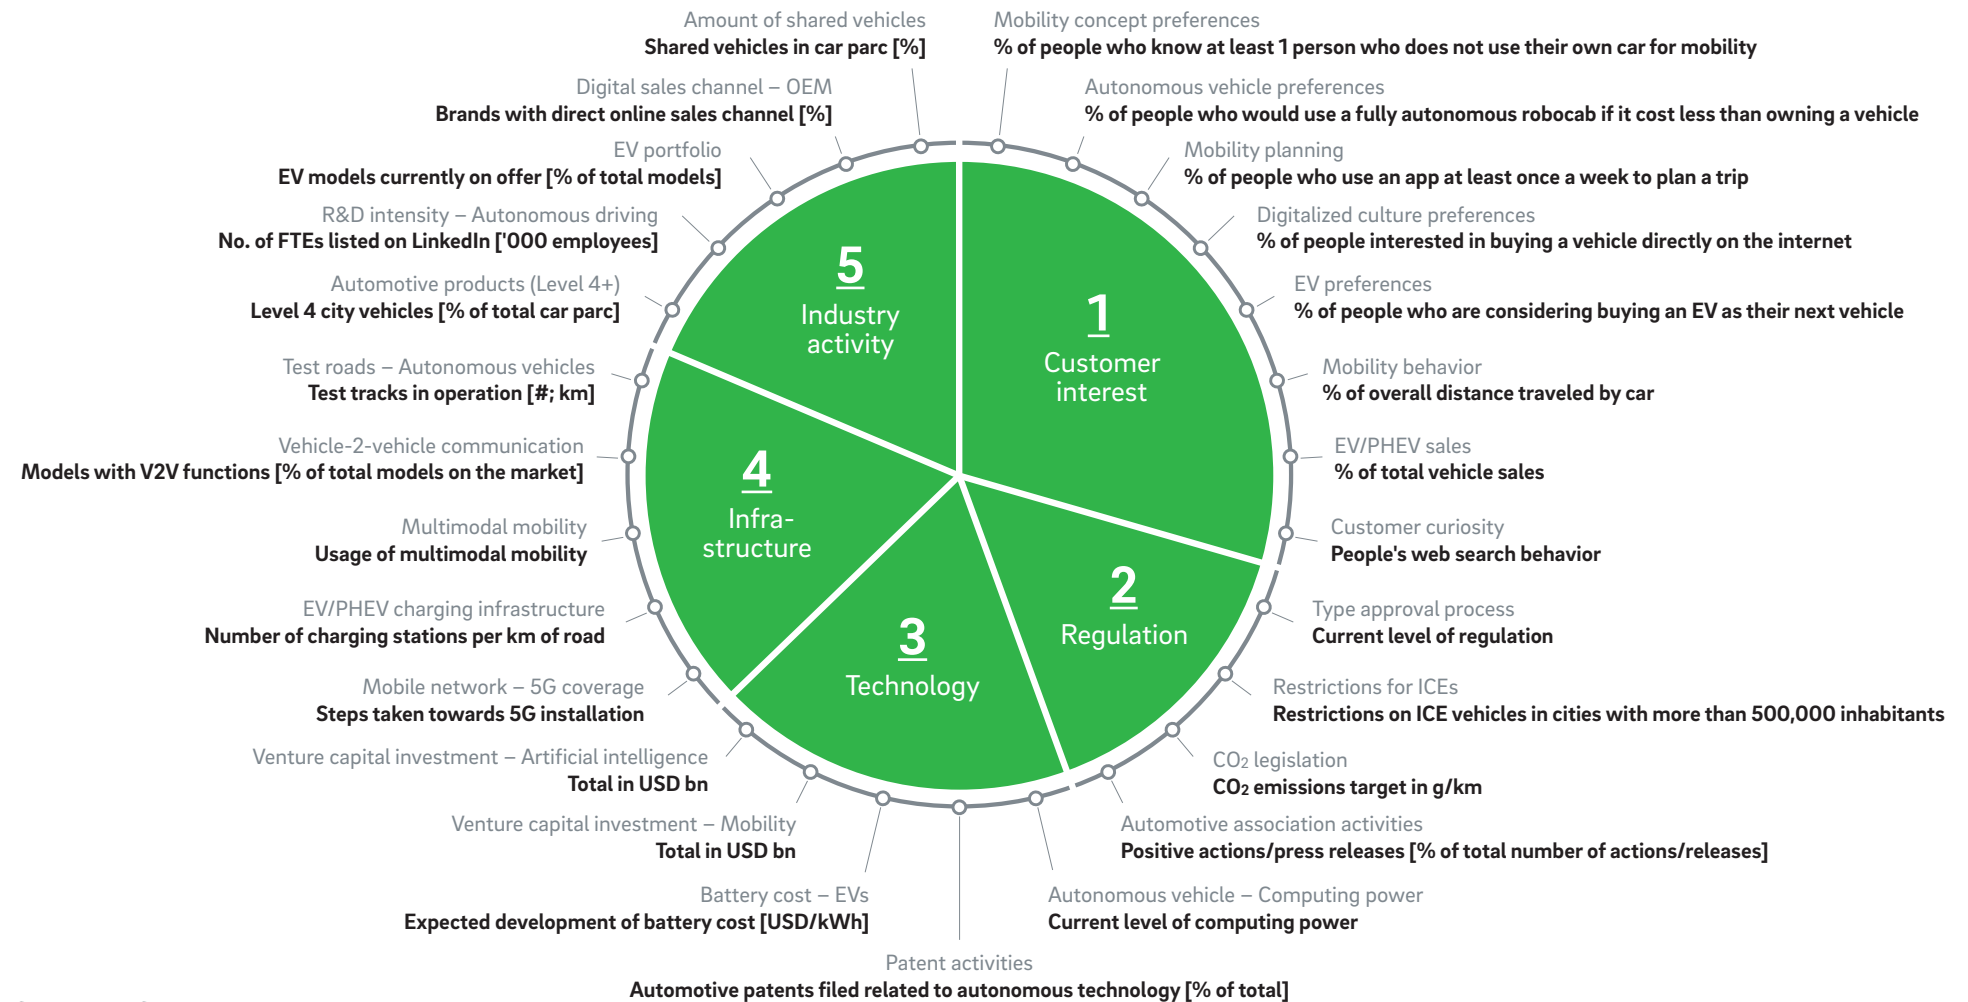 Amount of shared vehicles
Shared vehicles in car parc [%]
Mobility concept preferences
% of people who know at least 1 person who does not use their own car for mobility
Digital sales channel – OEM
Brands with direct online sales channel [%]
Autonomous vehicle preferences
% of people who would use a fully autonomous robocab if it cost less than owning a vehicle
EV portfolio
EV models currently on offer [% of total models]
Mobility planning
% of people who use an app at least once a week to plan a trip
R&D intensity – Autonomous driving
No. of FTEs listed on LinkedIn ['000 employees]
Digitalized culture preferences
% of people interested in buying a vehicle directly on the internet
Automotive products (Level 4+)
Level 4 city vehicles [% of total car parc]
EV preferences
% of people who are considering buying an EV as their next vehicle
Test roads – Autonomous vehicles
Test tracks in operation [#; km]
Mobility behavior
% of overall distance traveled by car
Vehicle-2-vehicle communication
Models with V2V functions [% of total models on the market]
EV/PHEV sales
% of total vehicle sales
Multimodal mobility
Usage of multimodal mobility
Customer curiosity
People's web search behavior
EV/PHEV charging infrastructure
Number of charging stations per km of road
Type approval process
Current level of regulation
Mobile network – 5G coverage
Steps taken towards 5G installation
Restrictions for ICEs
Restrictions on ICE vehicles in cities with more than 500,000 inhabitants
Venture capital investment – Artificial intelligence
Total in USD bn
CO2 legislation
CO2 emissions target in g/km
Venture capital investment – Mobility
Total in USD bn
Automotive association activities
Positive actions/press releases [% of total number of actions/releases]
Battery cost – EVs
Expected development of battery cost [USD/kWh]
Autonomous vehicle – Computing power
Current level of computing power
Patent activities
Automotive patents filed related to autonomous technology [% of total]
1
Customer
interest
2
Regulation
3
Technology
4
Infra-
structure
5
Industry
activity